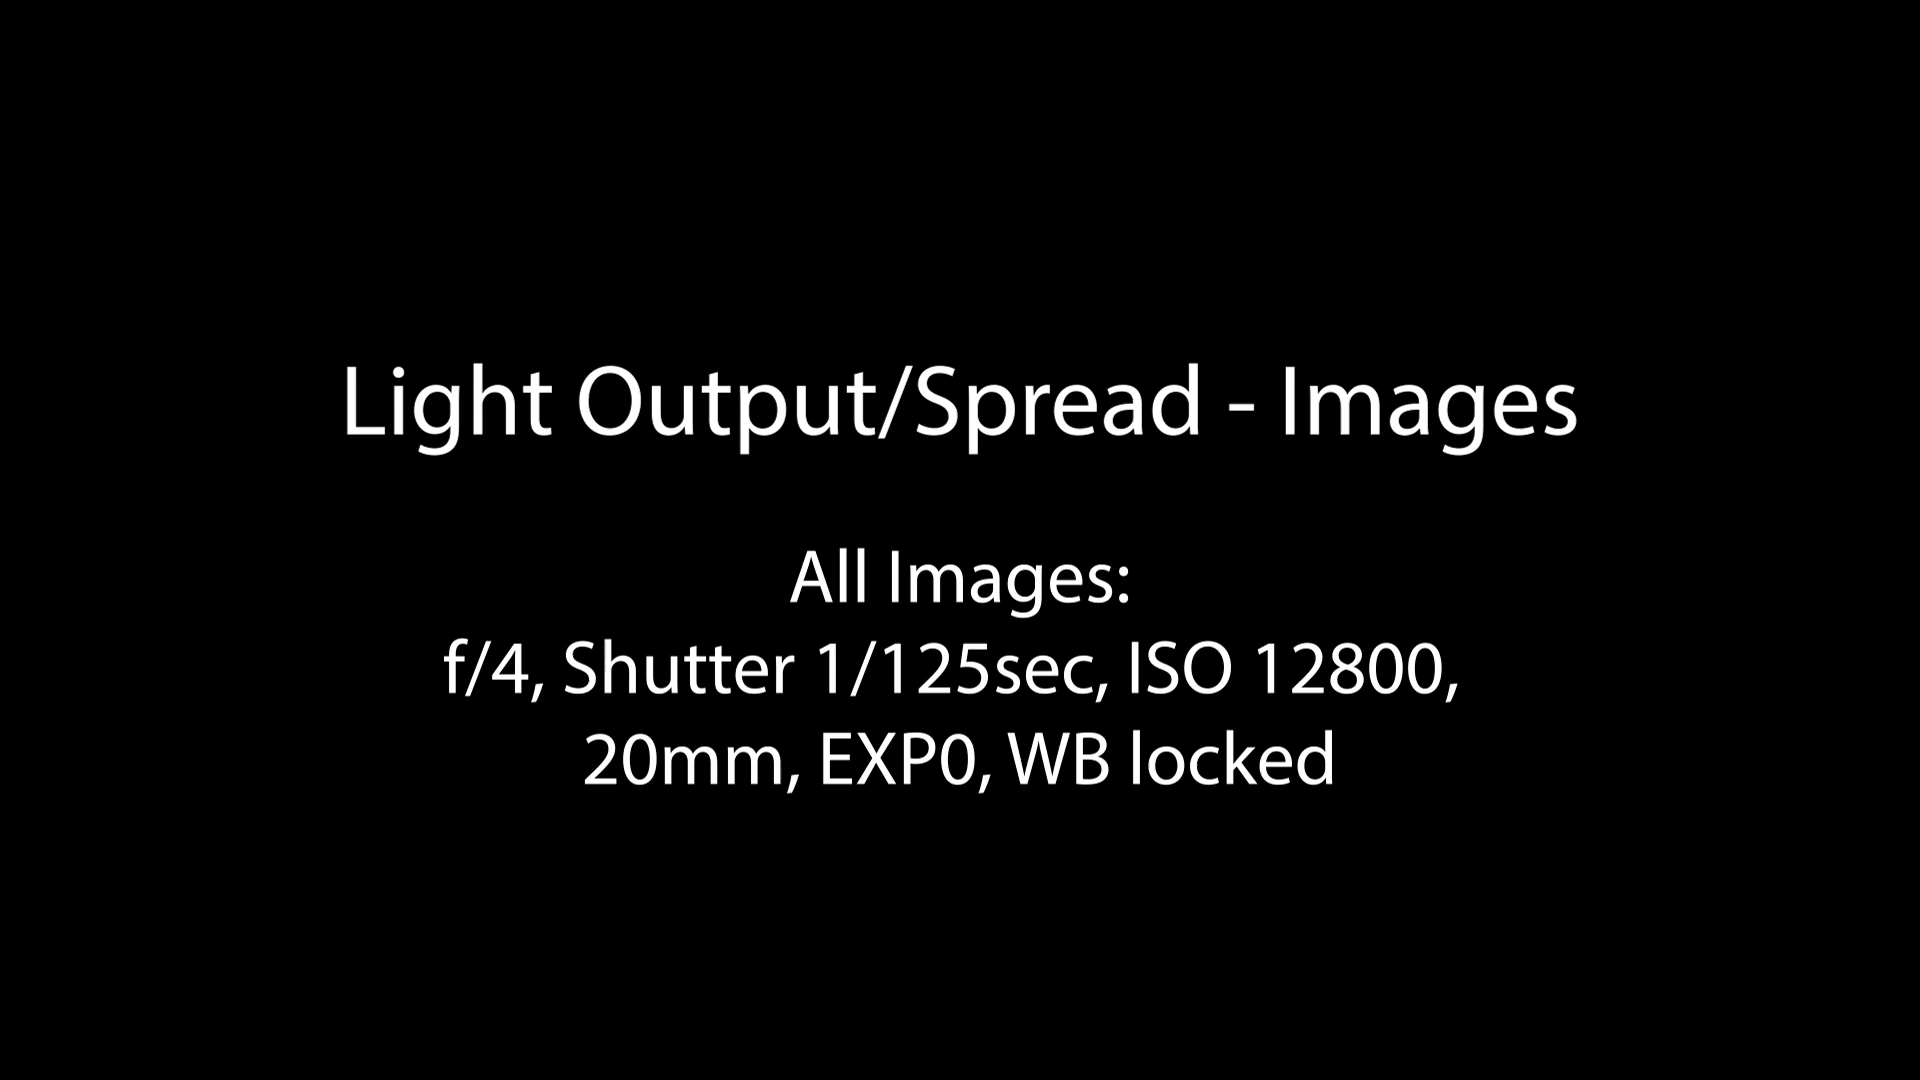 Light Output/Spread - Images
All Images:
f/4, Shutter 1/125sec, ISO 12800,
20mm, EXP0, WB locked